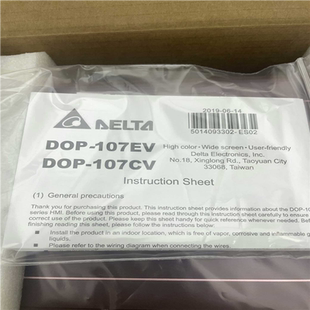 2019-06-14
5014093302-ES02
DELTA
DOP-107EV
DOP-107CV
High color · Wide screen · User-friendly
Delta Electronics, Inc.
No.18, Xinglong Rd., Taoyuan City
33068, Taiwan
Instruction Sheet
(1) General precautions
Thank you for purchasing this product. This instruction sheet provides information about the DOP-10
series HMI. Before using this product, please read through this instruction sheet carefully to ensure
correct use of the product. Please keep this sheet handy for quick reference whenever needed. Bef
finishing reading this sheet, please follow
■ Install the product in an indoor location, which is free of vapor, corrosive and inflammable g
liquids.
■ Please refer to the wiring diagram when connecting the wires.